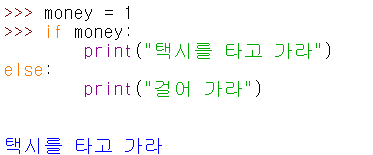 >>> money = 1
>>> if money:
        print("택시를 타고 가라")
else:
        print("걸어 가라")

택시를 타고 가라